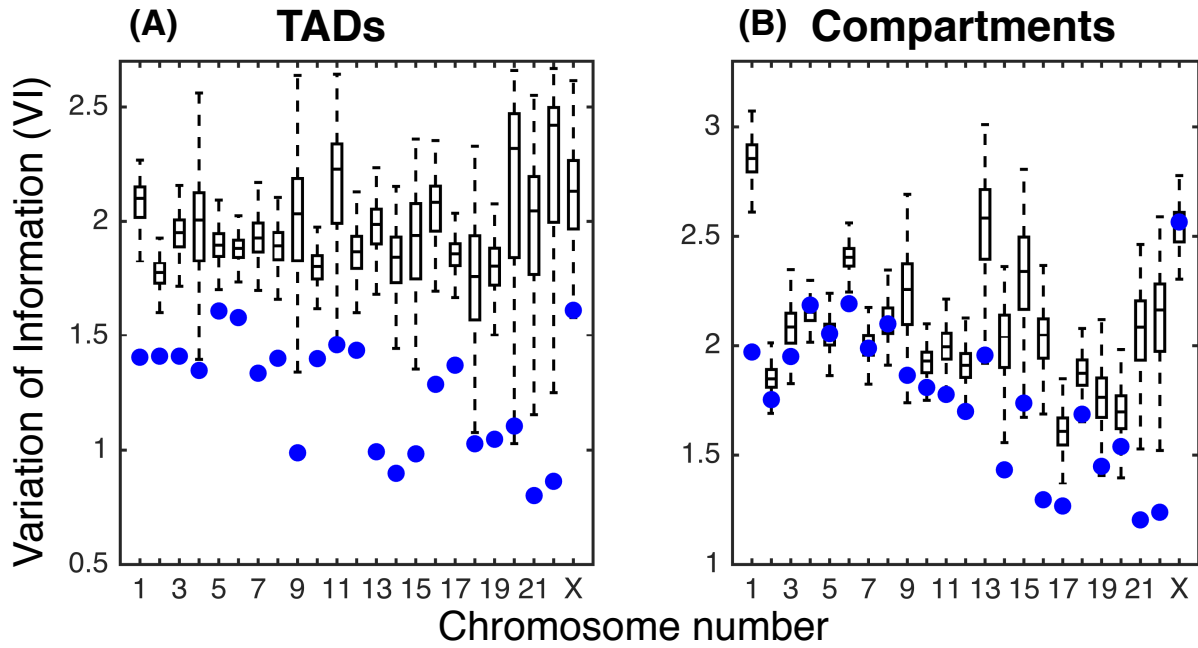 (A) TADs
(B) Compartments
Variation of Information (VI)
2.5
2
1.5
1
0.5
1 3 5 7 9 11 13 15 17 19 21 X
3
2.5
2
1.5
1
1 3 5 7 9 11 13 15 17 19 21 X
Chromosome number